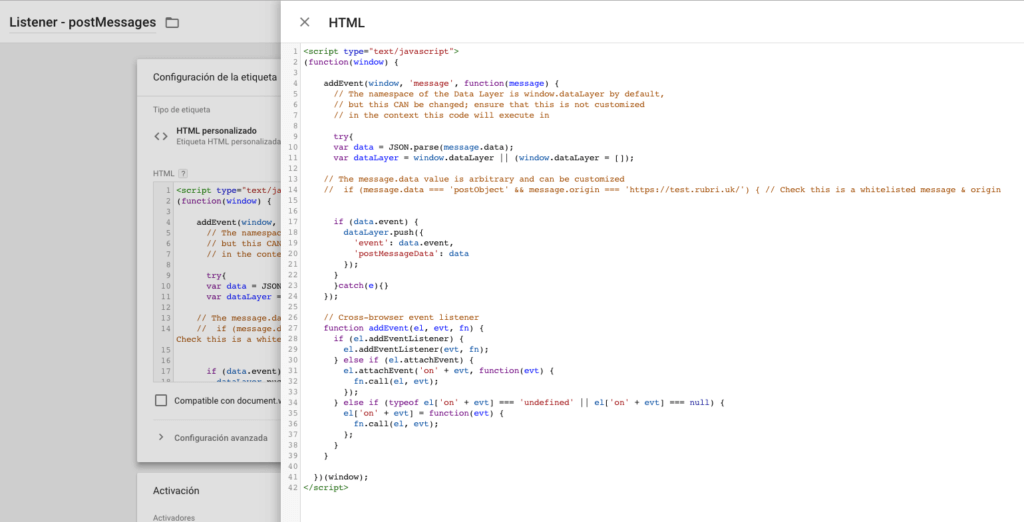 Listener - postMessages
Configuración de la etiqueta
Tipo de etiqueta
HTML personalizado
Etiqueta HTML personalizada
HTML ?
1 <script type="text/ja
2 (function(window) {
3
4 addEvent(window,
5 // The namespac
6 // but this CAN
7 // in the conte
8
9 try{
10 var data = JSON
11 var dataLayer =
12
13 // The message.da
14 // if (message.d
Check this is a white
15
16
17 if (data.event)
18
Compatible con document.w
Configuración avanzada
Activación
Activadores
HTML
1 <script type="text/javascript">
2 (function(window) {
3
4 addEvent(window, 'message', function(message) {
5 // The namespace of the Data Layer is window.dataLayer by default,
6 // but this CAN be changed; ensure that this is not customized
7 // in the context this code will execute in
8
9 try{
10 var data = JSON.parse(message.data);
11 var dataLayer = window.dataLayer || (window.dataLayer = []);
12
13 // The message.data value is arbitrary and can be customized
14 // if (message.data === 'postObject' && message.origin === 'https://test.rubri.uk/') { // Check this is a whitelisted message & origin
15
16
17 if (data.event) {
18 dataLayer.push({
19 'event': data.event,
20 'postMessageData': data
21 });
22 }
23 }catch(e){}
24 });
25
26 // Cross-browser event listener
27 function addEvent(el, evt, fn) {
28 if (el.addEventListener) {
29 el.addEventListener(evt, fn);
30 } else if (el.attachEvent) {
31 el.attachEvent('on' + evt, function(evt) {
32 fn.call(el, evt);
33 });
34 } else if (typeof el['on' + evt] === 'undefined' || el['on' + evt] === null) {
35 el['on' + evt] = function(evt) {
36 fn.call(el, evt);
37 };
38 }
39 }
40
41 })(window);
42 </script>